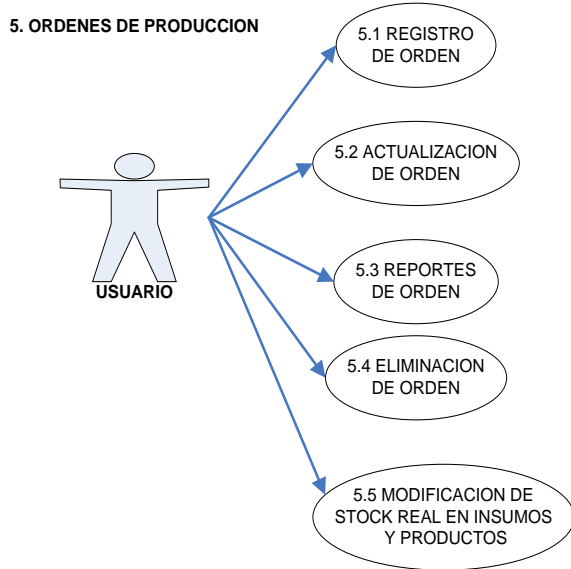 5. ORDENES DE PRODUCCION
5.1 REGISTRO
DE ORDEN
5.2 ACTUALIZACION
DE ORDEN
USUARIO
5.3 REPORTES
DE ORDEN
5.4 ELIMINACION
DE ORDEN
5.5 MODIFICACION DE
STOCK REAL EN INSUMOS
Y PRODUCTOS